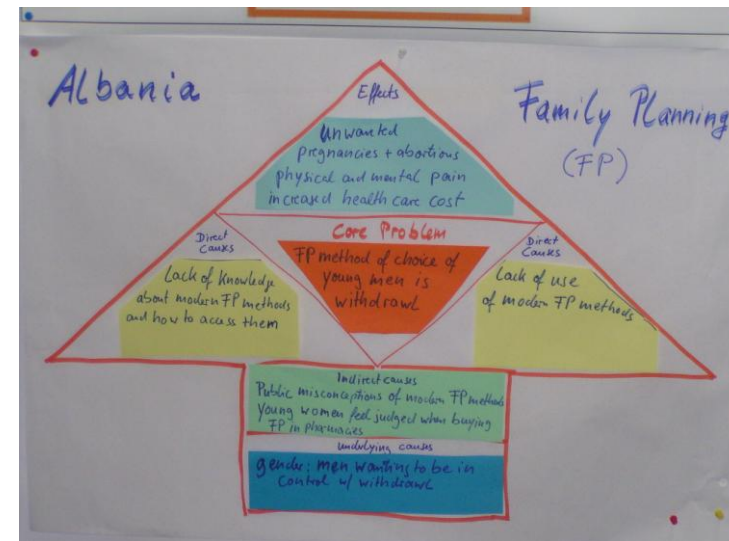 Albania
Family Planning
(FP)
Effects
Unwanted
pregnancies + abortions
physical and mental pain
increased health care cost
Core Problem
FP method of choice of
young men is
withdrawl
Direct
Causes
Lack of Knowledge
about modern FP methods
and how to access them
Direct
Causes
Lack of use
of modern FP methods
Indirect causes
Public misconceptions of modern FP methods
Young women feel judged when buying
FP in pharmacies
underlying causes
gender; men wanting to be in
control w/ withdrawl